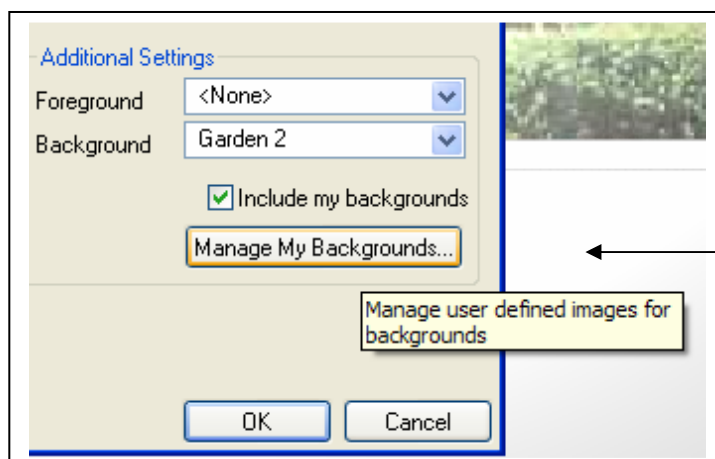 Additional Settings
Foreground <None>
Background Garden 2
Include my backgrounds
Manage My Backgrounds...
Manage user defined images for
backgrounds
OK Cancel